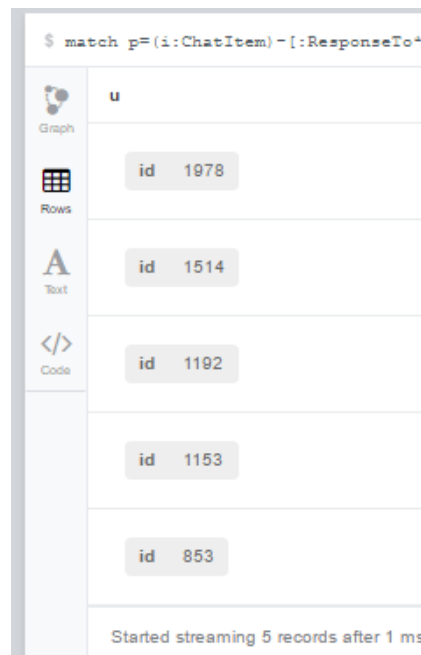 $ match p=(i:ChatItem)-[:ResponseTo*
Graph
Rows
A
Text
</>
Code
u
id 1978
id 1514
id 1192
id 1153
id 853
Started streaming 5 records after 1 ms